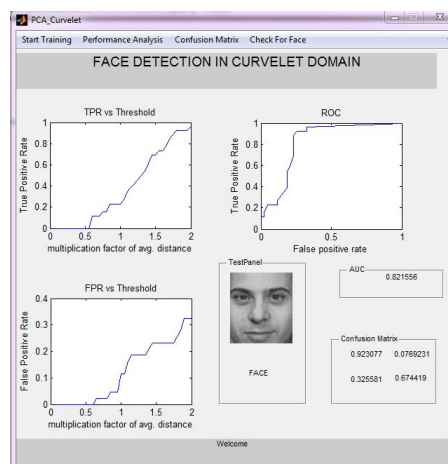 PCA_Curvelet
Start Training Performance Analysis Confusion Matrix Check For Face
FACE DETECTION IN CURVELET DOMAIN
TPR vs Threshold
True Positive Rate
1
0.8
0.6
0.4
0.2
0
0 0.5 1 1.5 2
multiplication factor of avg. distance
ROC
True Positive Rate
1
0.8
0.6
0.4
0.2
0
0 0.5 1
False positive rate
FPR vs Threshold
False Positive Rate
0.4
0.3
0.2
0.1
0
0 0.5 1 1.5 2
multiplication factor of avg. distance
TestPanel
FACE
AUC
0.821556
Confusion Matrix
0.923077 0.0769231
0.325581 0.674419
Welcome